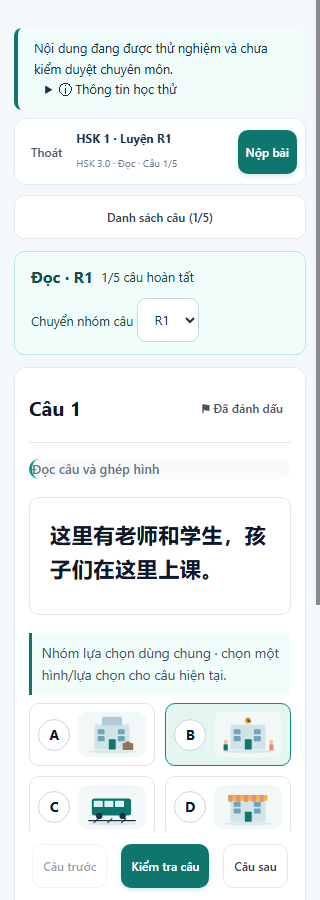 Nội dung đang được thử nghiệm và chưa
kiểm duyệt chuyên môn.
▶ ⓘ Thông tin học thử
Thoát
HSK 1 · Luyện R1
HSK 3.0 · Đọc · Câu 1/5
Nộp bài
Danh sách câu (1/5)
Đọc · R1 1/5 câu hoàn tất
Chuyển nhóm câu R1
Câu 1
⚑ Đã đánh dấu
Đọc câu và ghép hình
这里有老师和学生，孩
子们在这里上课。
Nhóm lựa chọn dùng chung · chọn một
hình/lựa chọn cho câu hiện tại.
A
B
C
D
Câu trước
Kiểm tra câu
Câu sau